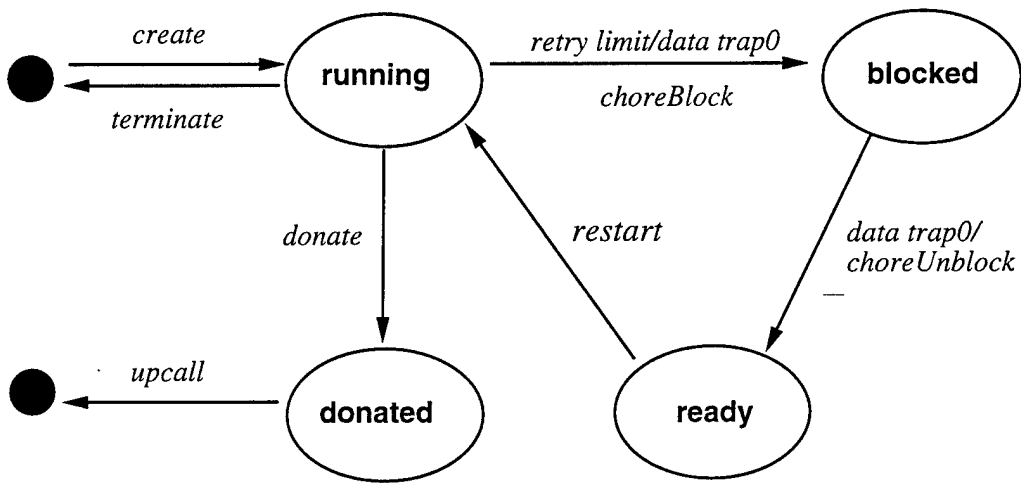 create
retry limit/data trap0
running
blocked
choreBlock
terminate
donate
restart
data trap0/
choreUnblock
upcall
donated
ready